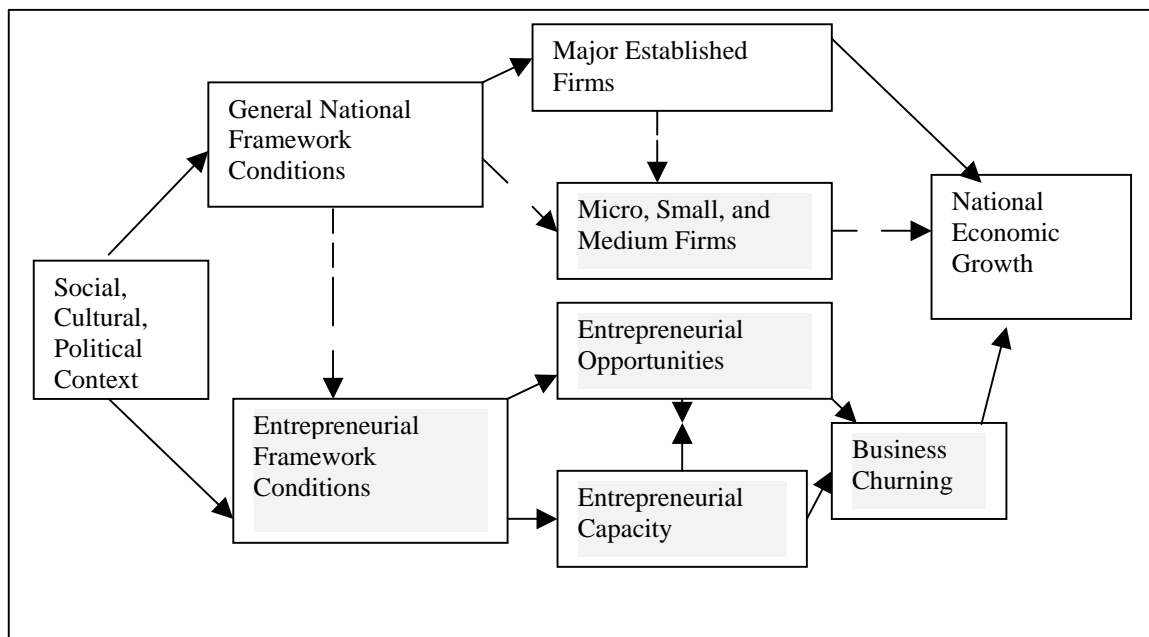 Major Established
Firms
General National
Framework
Conditions
Micro, Small, and
Medium Firms
National
Economic
Growth
Social,
Cultural,
Political
Context
Entrepreneurial
Opportunities
Entrepreneurial
Framework
Conditions
Business
Churning
Entrepreneurial
Capacity